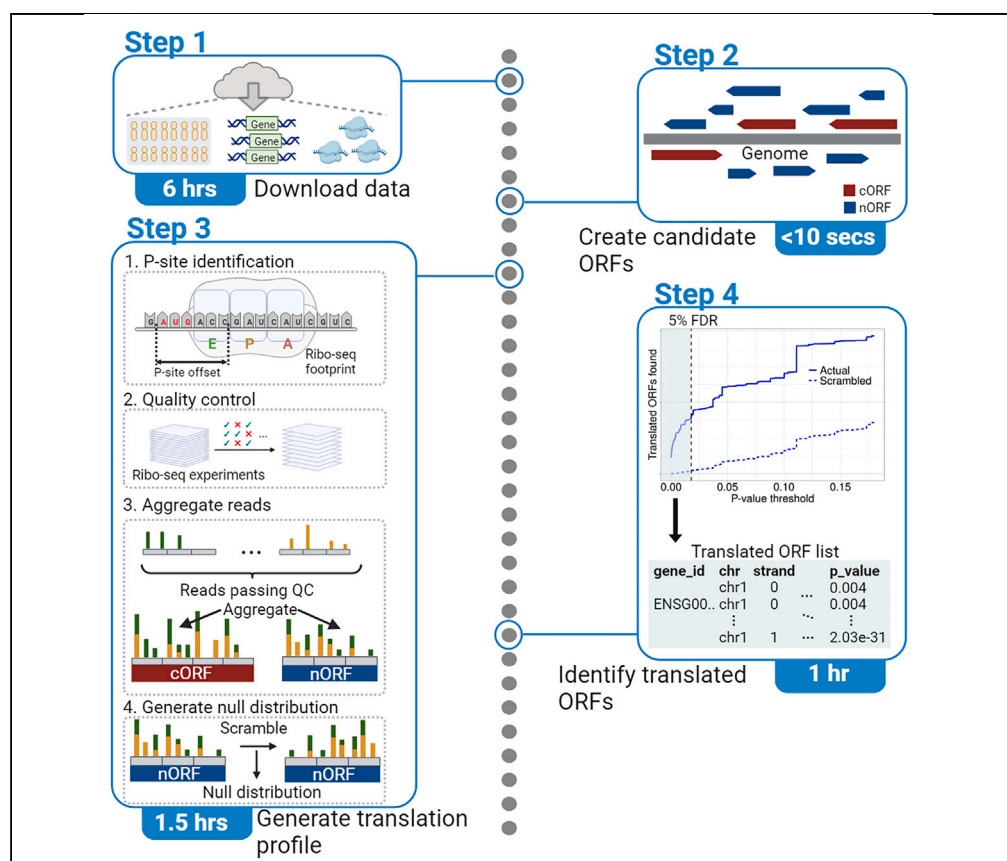 Step 1
Gene
Gene
Gene
6 hrs
Download data
Step 2
Genome
cORF
nORF
Create candidate
ORFs
<10 secs
Step 3
1. P-site identification
G A U G A C C G A U C A U C G U C
E P A
P-site offset
Ribo-seq
footprint
2. Quality control
...
Ribo-seq experiments
3. Aggregate reads
...
Reads passing QC
Aggregate
cORF
nORF
4. Generate null distribution
Scramble
nORF
nORF
Null distribution
1.5 hrs
Generate translation
profile
Step 4
5% FDR
Translated ORFs found
Actual
Scrambled
0.00 0.05 0.10 0.15
P-value threshold
Translated ORF list
gene_id chr strand p_value
chr1 0 ... 0.004
ENSG00.. chr1 0 0.004
⋮ ⋱ ⋮
chr1 1 ... 2.03e-31
Identify translated
ORFs
1 hr